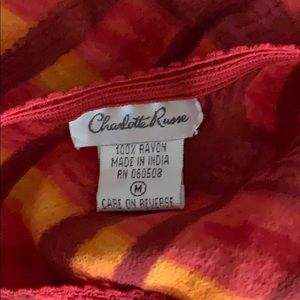 Charlotte Russe
100% RAYON
MADE IN INDIA
RN 060508
M
CARE ON REVERSE